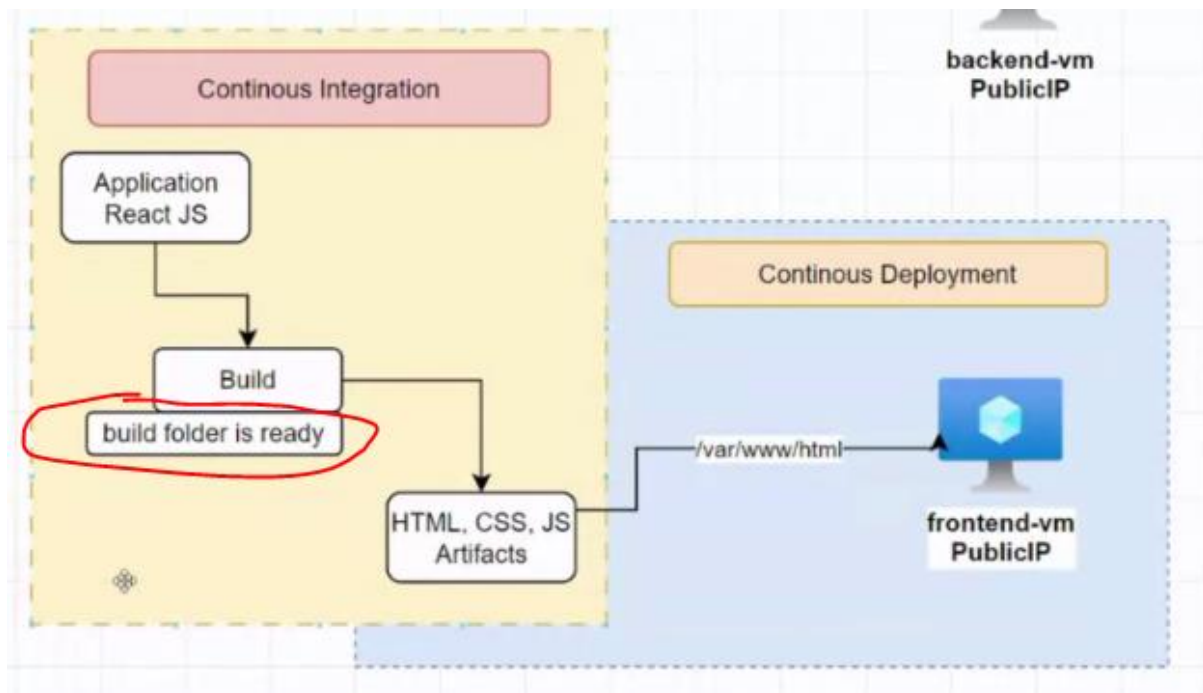 backend-vm
PublicIP
Continous Integration
Application
React JS
Continous Deployment
Build
build folder is ready
/var/www/html
HTML, CSS, JS
Artifacts
frontend-vm
PublicIP